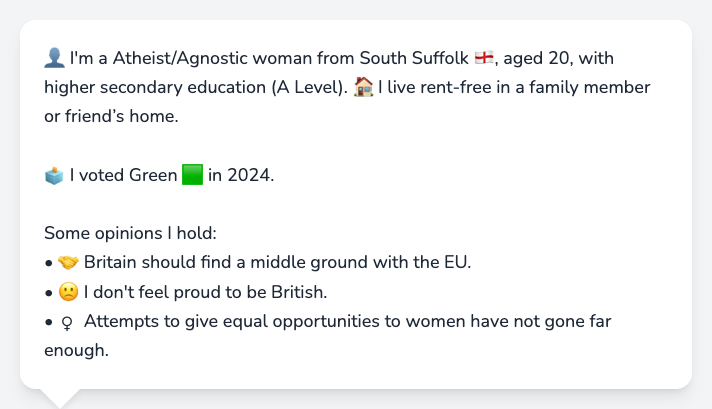 👤 I'm a Atheist/Agnostic woman from South Suffolk 🏴󠁧󠁢󠁥󠁮󠁧󠁿, aged 20, with
higher secondary education (A Level). 🏠 I live rent-free in a family member
or friend’s home.
🗳️ I voted Green 🟩 in 2024.
Some opinions I hold:
• 🤝 Britain should find a middle ground with the EU.
• 🙁 I don't feel proud to be British.
• ♀ Attempts to give equal opportunities to women have not gone far
enough.